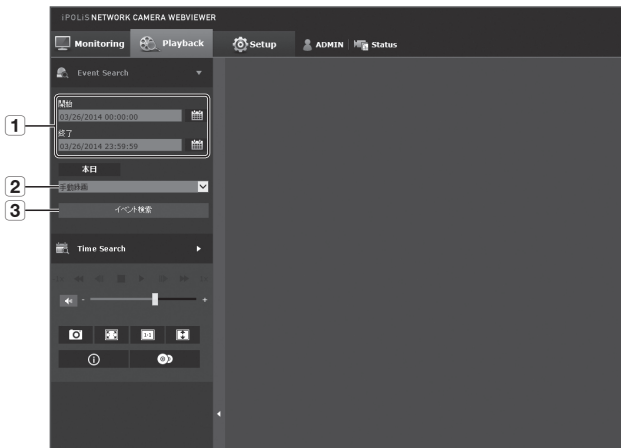 iPOLiS NETWORK CAMERA WEBVIEWER
Monitoring
Playback
Setup
ADMIN
Status
Event Search
開始
03/26/2014 00:00:00
終了
03/26/2014 23:59:59
本日
手動録画
イベント検索
Time Search
- +
1:1
1
2
3